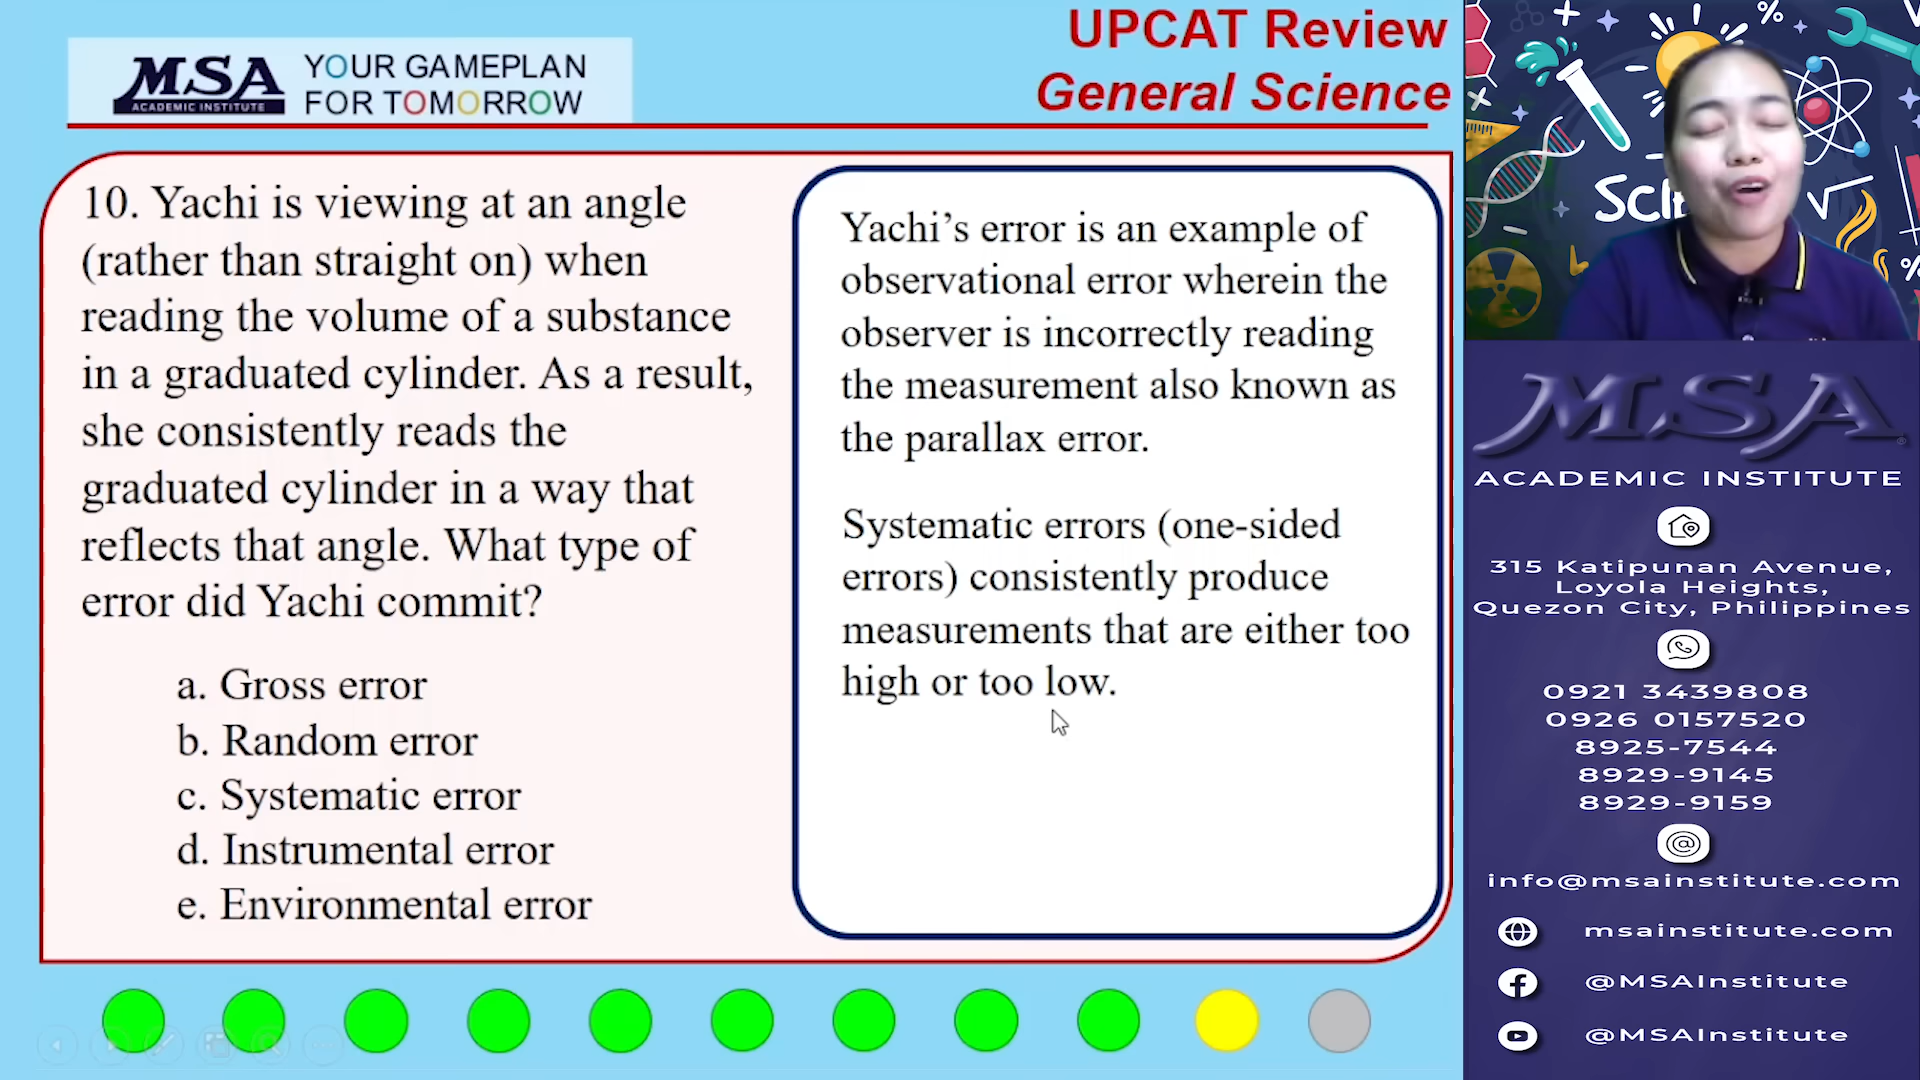 MSA
ACADEMIC INSTITUTE
YOUR GAMEPLAN
FOR TOMORROW
UPCAT Review
General Science
10. Yachi is viewing at an angle
(rather than straight on) when
reading the volume of a substance
in a graduated cylinder. As a result,
she consistently reads the
graduated cylinder in a way that
reflects that angle. What type of
error did Yachi commit?
a. Gross error
b. Random error
c. Systematic error
d. Instrumental error
e. Environmental error
Yachi’s error is an example of
observational error wherein the
observer is incorrectly reading
the measurement also known as
the parallax error.
Systematic errors (one-sided
errors) consistently produce
measurements that are either too
high or too low.
MSA
ACADEMIC INSTITUTE
315 Katipunan Avenue,
Loyola Heights,
Quezon City, Philippines
0921 3439808
0926 0157520
8925-7544
8929-9145
8929-9159
info@msainstitute.com
msainstitute.com
@MSAInstitute
@MSAInstitute